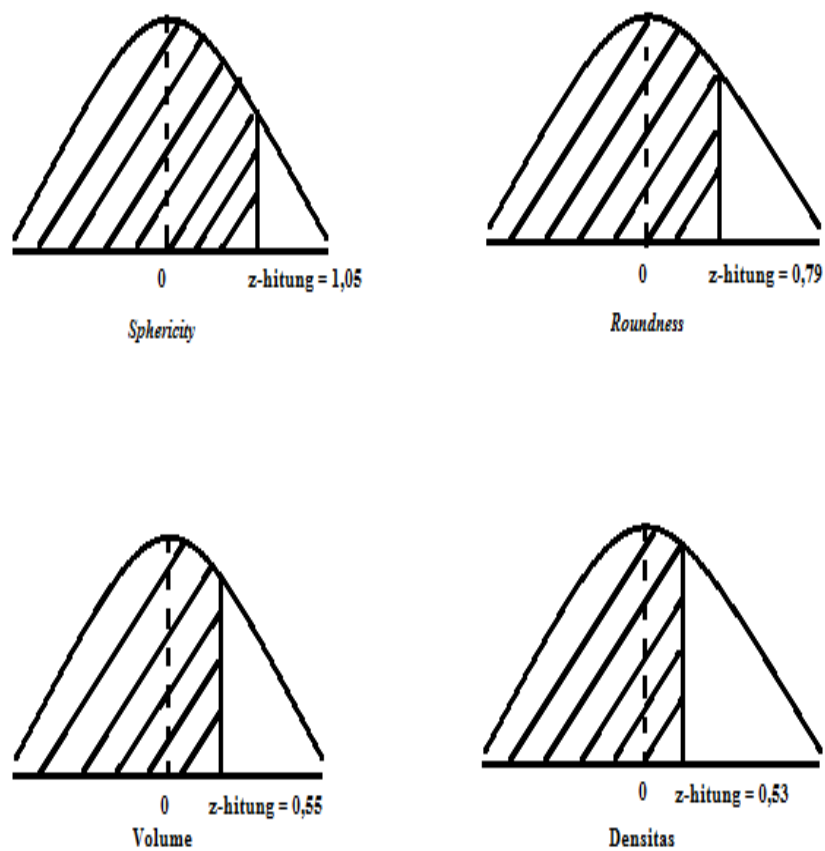 0 z-hitung = 1,05
Sphericity
0 z-hitung = 0,79
Roundness
0 z-hitung = 0,55
Volume
0 z-hitung = 0,53
Densitas